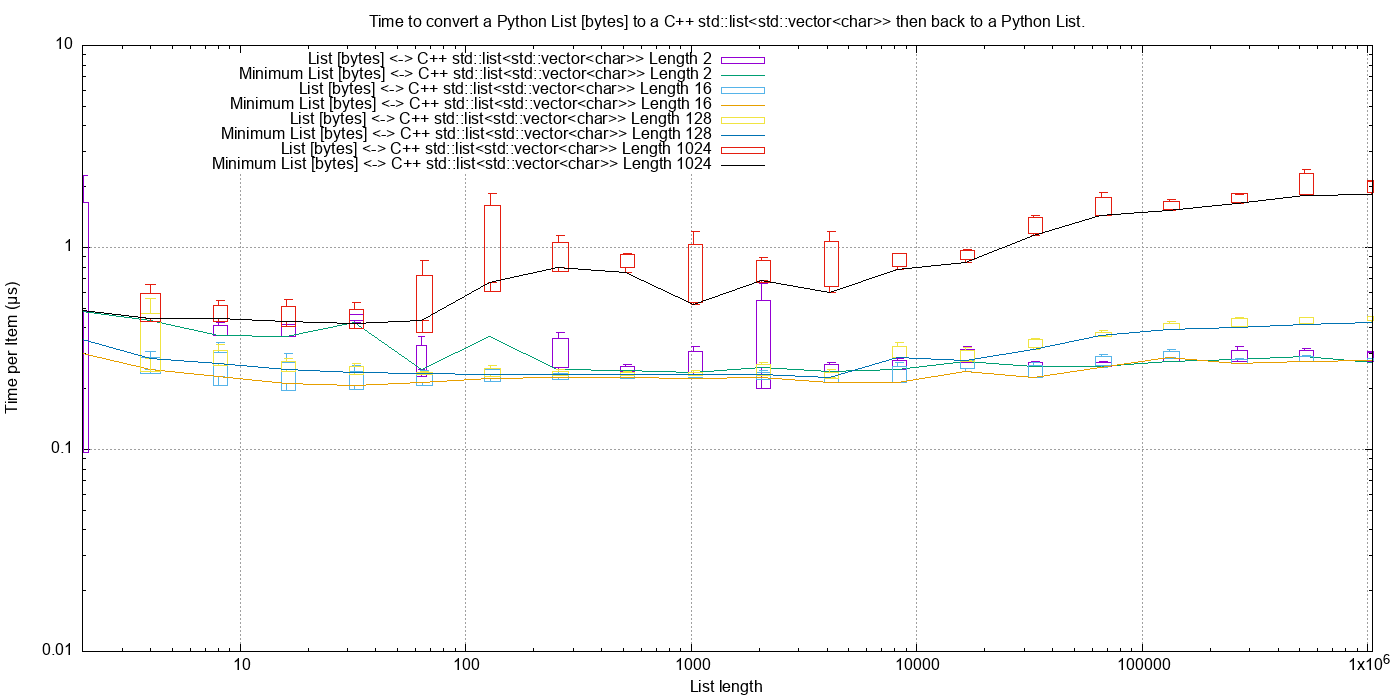 Time to convert a Python List [bytes] to a C++ std::list<std::vector<char>> then back to a Python List.
10
1
0.1
0.01
Time per Item (µs)
List [bytes] <-> C++ std::list<std::vector<char>> Length 2
Minimum List [bytes] <-> C++ std::list<std::vector<char>> Length 2
List [bytes] <-> C++ std::list<std::vector<char>> Length 16
Minimum List [bytes] <-> C++ std::list<std::vector<char>> Length 16
List [bytes] <-> C++ std::list<std::vector<char>> Length 128
Minimum List [bytes] <-> C++ std::list<std::vector<char>> Length 128
List [bytes] <-> C++ std::list<std::vector<char>> Length 1024
Minimum List [bytes] <-> C++ std::list<std::vector<char>> Length 1024
10 100 1000 10000 100000 1x10⁶
List length